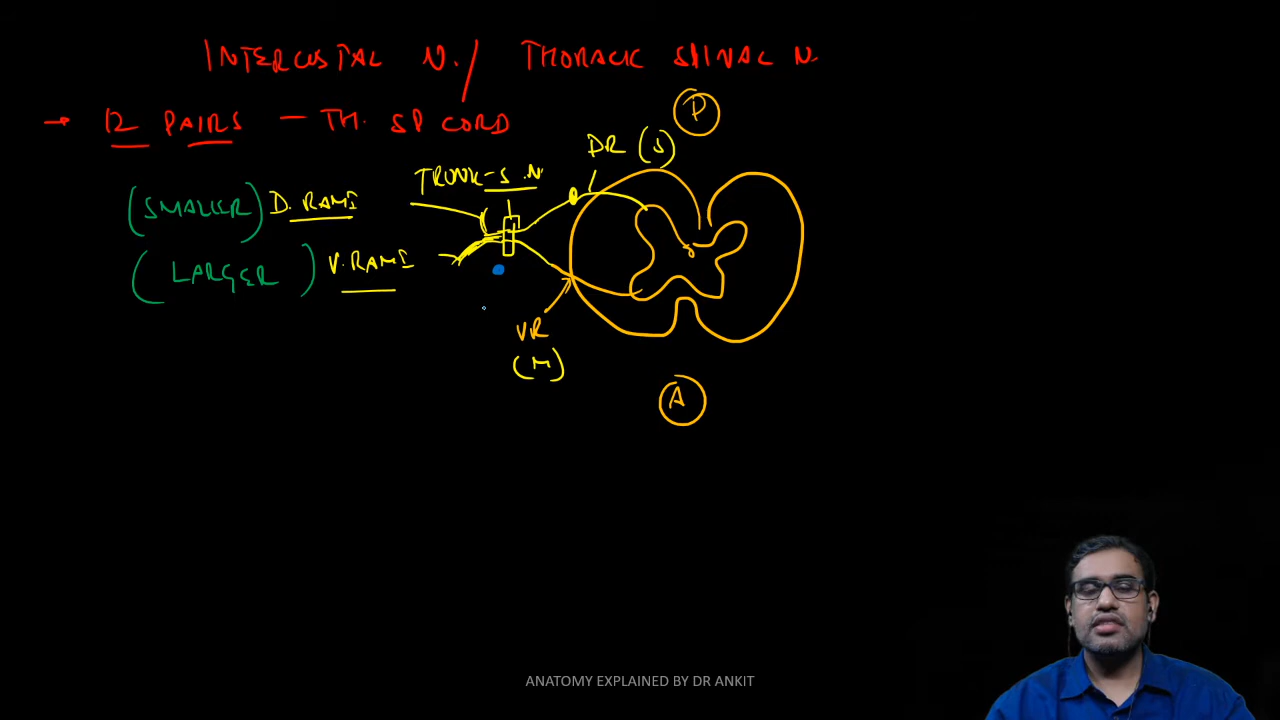 INTERCOSTAL N. / THORACIC SPINAL N.
→ 12 PAIRS — TH. SP CORD
P
DR (S)
TRUNK-S.N
(SMALLER) D. RAMI
(LARGER) V. RAMI
VR
(M)
A
ANATOMY EXPLAINED BY DR ANKIT